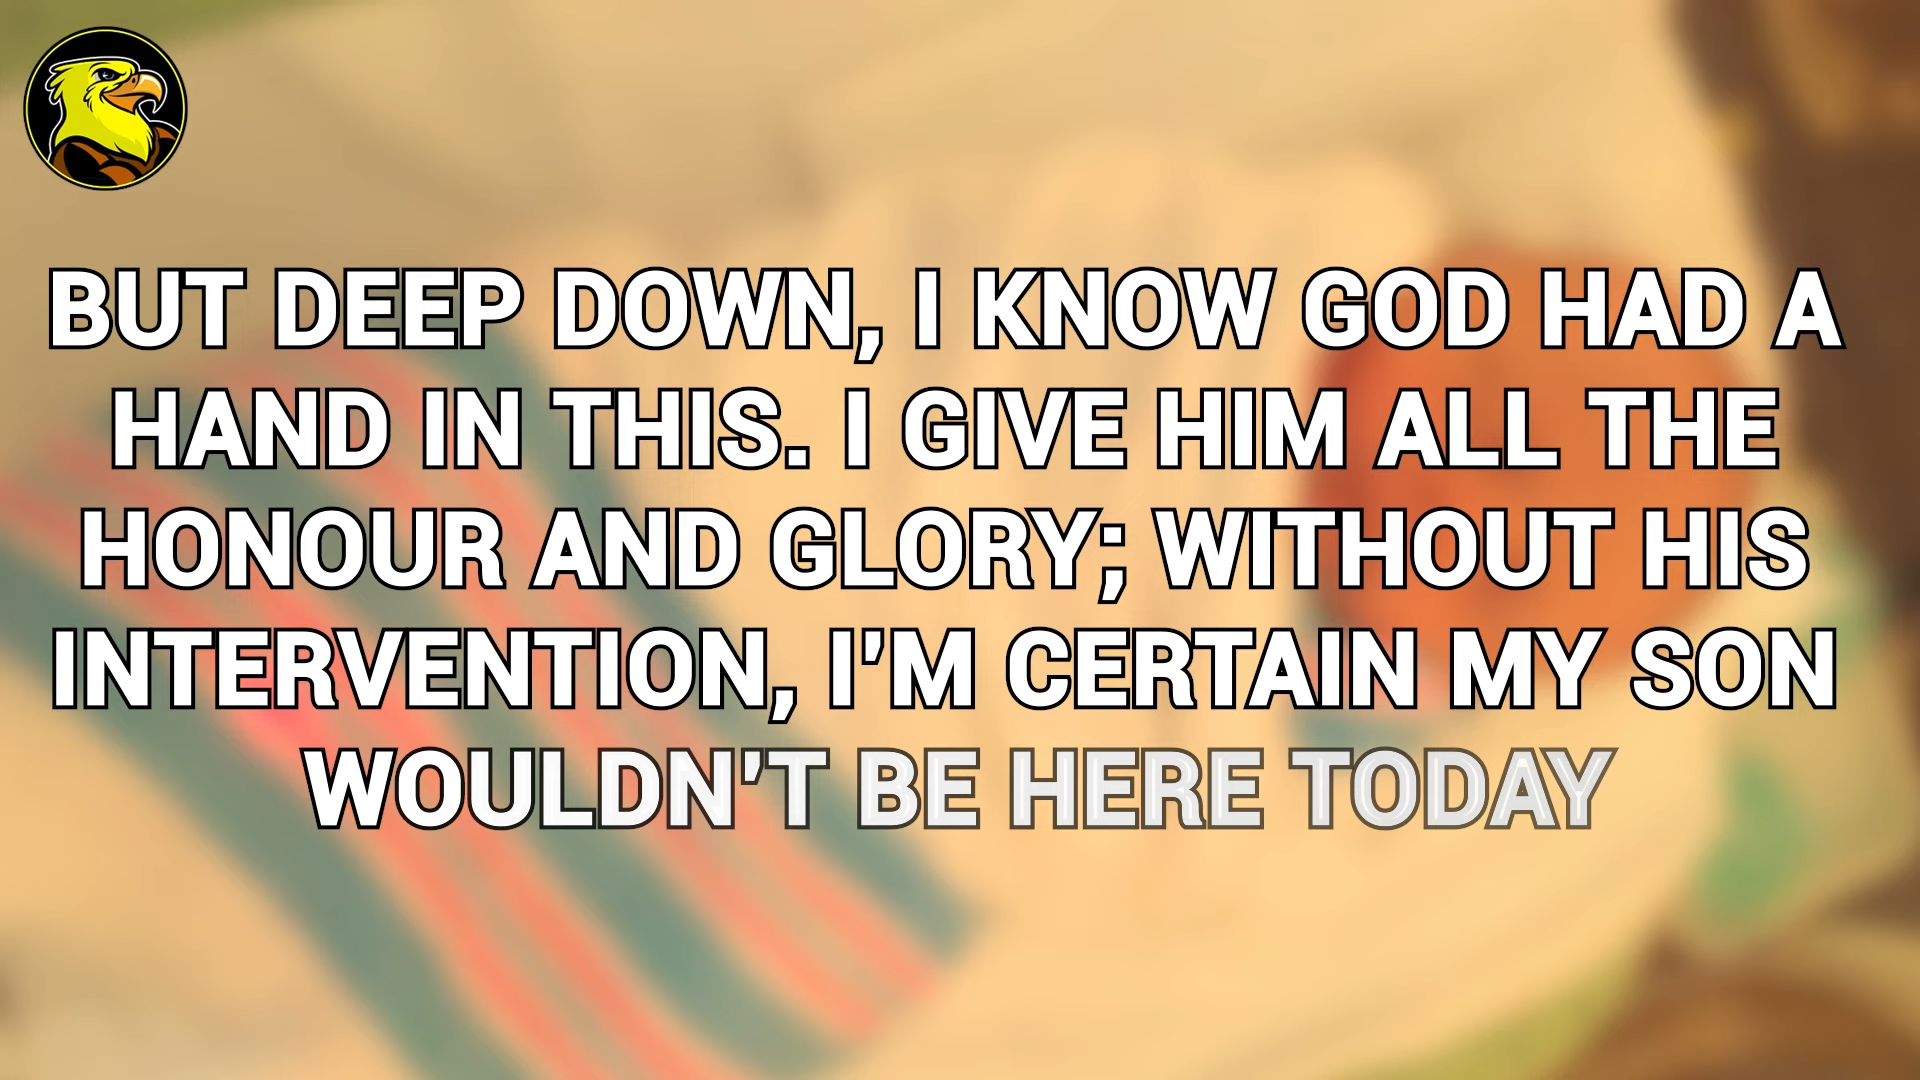 BUT DEEP DOWN, I KNOW GOD HAD A
HAND IN THIS. I GIVE HIM ALL THE
HONOUR AND GLORY; WITHOUT HIS
INTERVENTION, I'M CERTAIN MY SON
WOULDN'T BE HERE TODAY